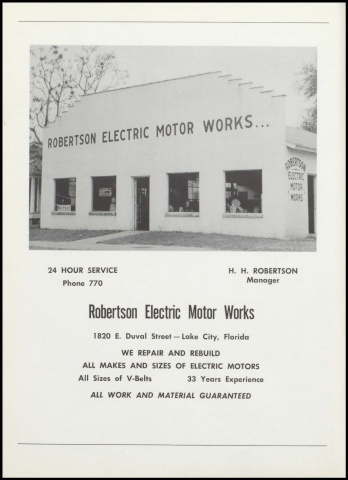 ROBERTSON ELECTRIC MOTOR WORKS...
ROBERTSON
ELECTRIC
MOTOR
WORKS
24 HOUR SERVICE
Phone 770
H. H. ROBERTSON
Manager
Robertson Electric Motor Works
1820 E. Duval Street — Lake City, Florida
WE REPAIR AND REBUILD
ALL MAKES AND SIZES OF ELECTRIC MOTORS
All Sizes of V-Belts 33 Years Experience
ALL WORK AND MATERIAL GUARANTEED